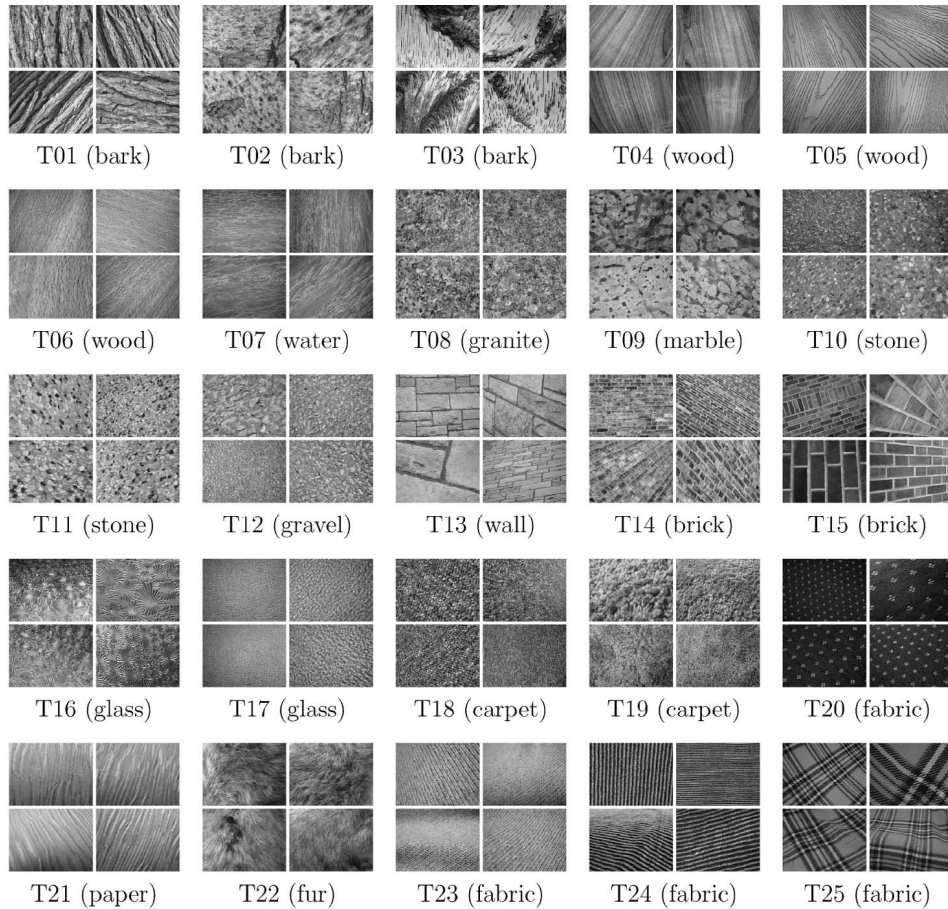 T01 (bark) T02 (bark) T03 (bark) T04 (wood) T05 (wood)
T06 (wood) T07 (water) T08 (granite) T09 (marble) T10 (stone)
T11 (stone) T12 (gravel) T13 (wall) T14 (brick) T15 (brick)
T16 (glass) T17 (glass) T18 (carpet) T19 (carpet) T20 (fabric)
T21 (paper) T22 (fur) T23 (fabric) T24 (fabric) T25 (fabric)